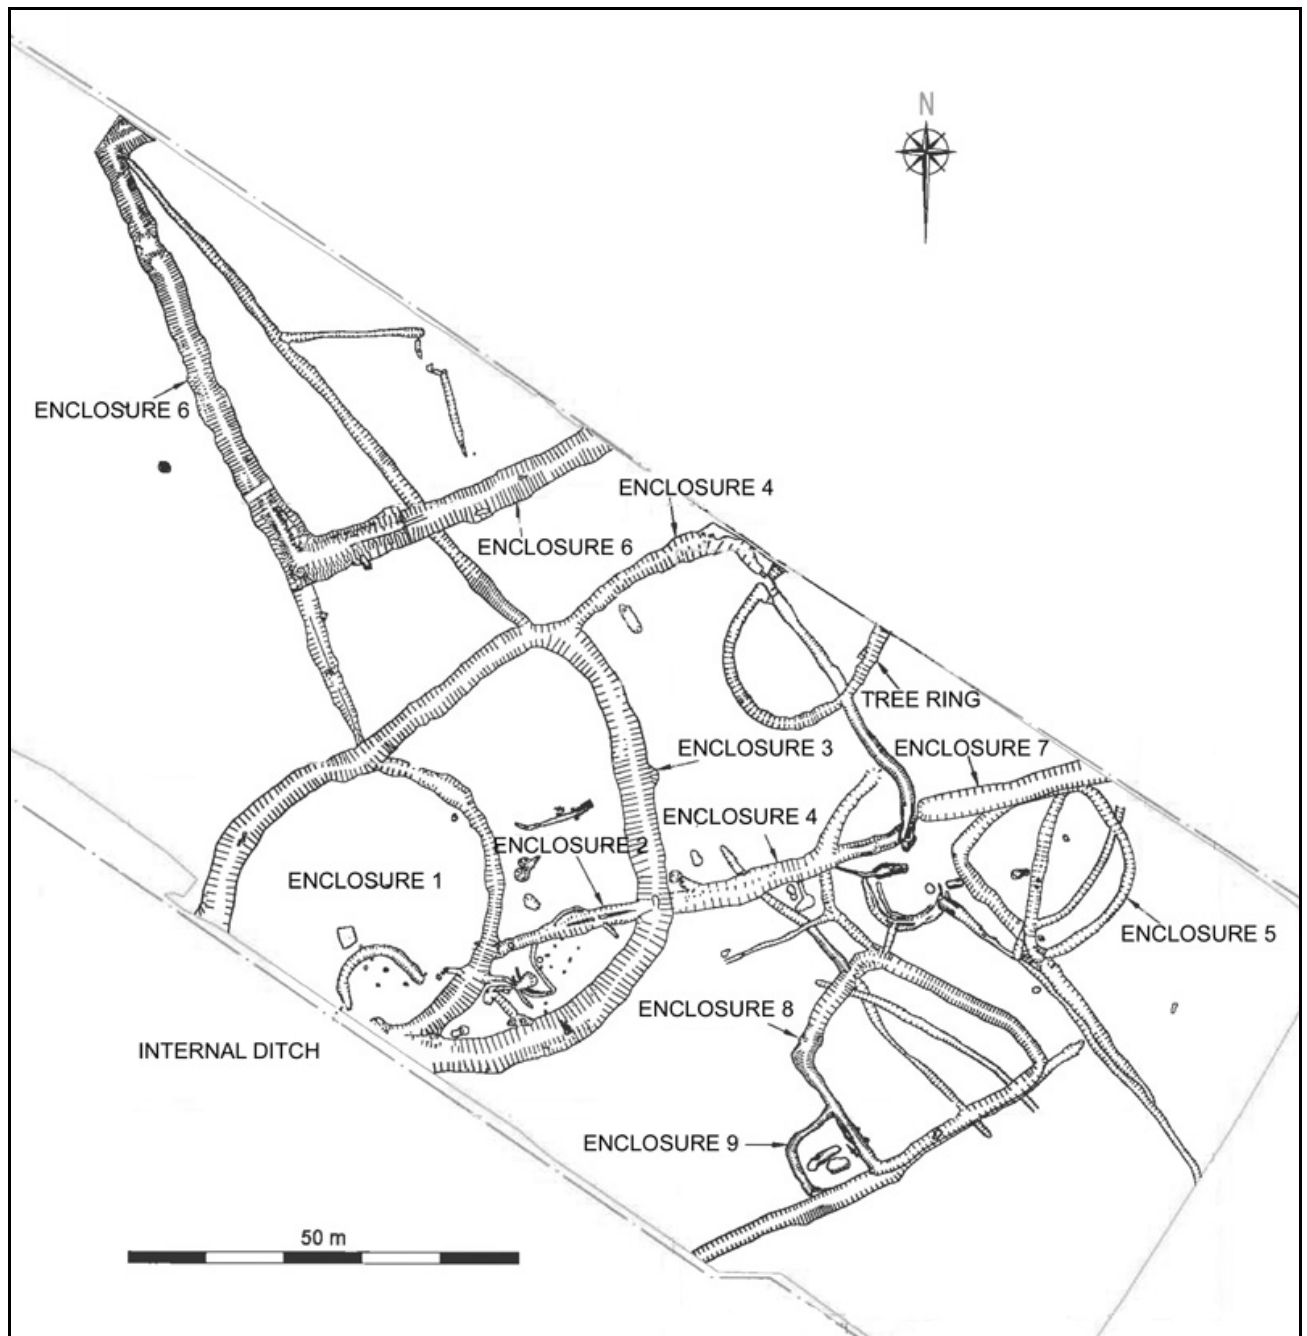 N
ENCLOSURE 6
ENCLOSURE 4
ENCLOSURE 6
TREE RING
ENCLOSURE 3
ENCLOSURE 7
ENCLOSURE 4
ENCLOSURE 2
ENCLOSURE 1
ENCLOSURE 5
ENCLOSURE 8
INTERNAL DITCH
ENCLOSURE 9
50 m